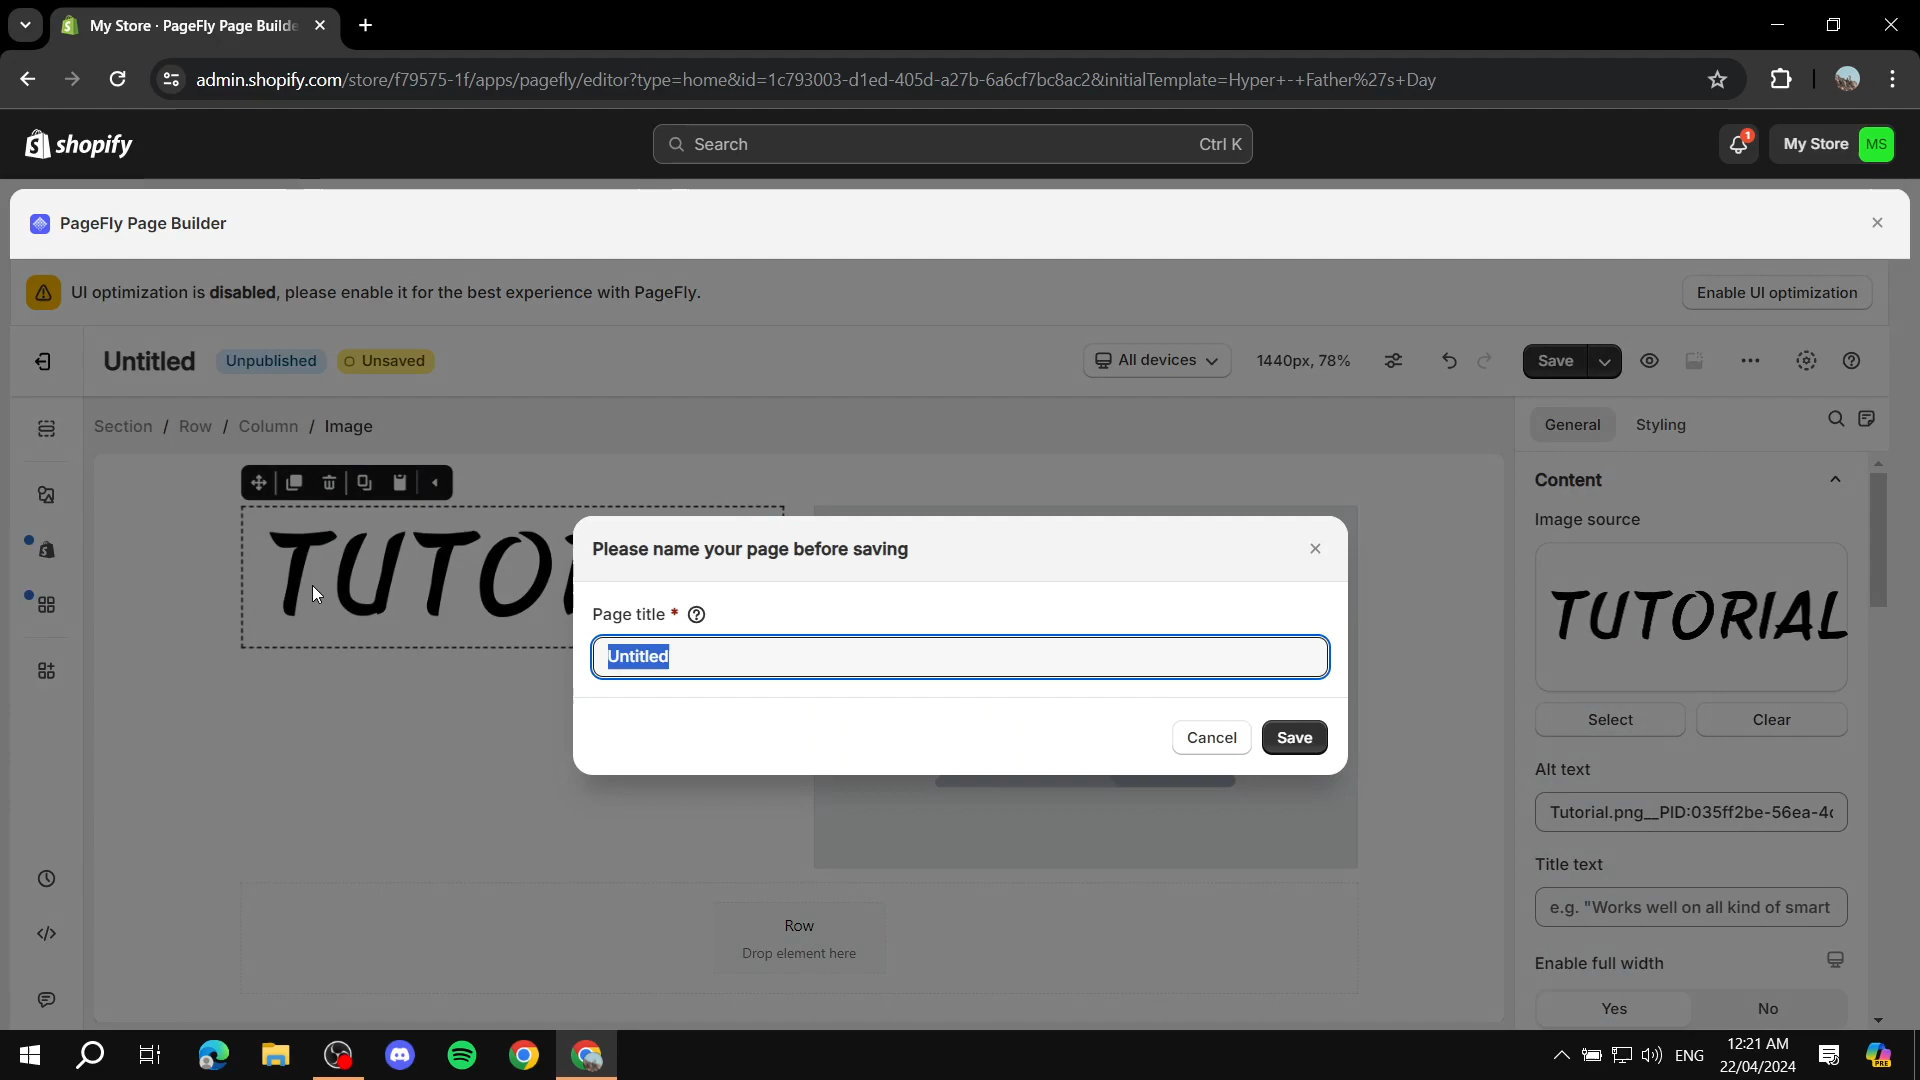 My Store · PageFly Page Builde
admin.shopify.com/store/f79575-1f/apps/pagefly/editor?type=home&id=1c793003-d1ed-405d-a27b-6a6cf7bc8ac2&initialTemplate=Hyper+-+Father%27s+Day
shopify
Search
Ctrl K
1
My Store
MS
PageFly Page Builder
UI optimization is disabled, please enable it for the best experience with PageFly.
Enable UI optimization
Untitled
Unpublished
Unsaved
All devices
1440px, 78%
Save
Section / Row / Column / Image
General
Styling
Content
Image source
TUTO
TUTORIAL
Please name your page before saving
Page title *
Untitled
Cancel
Save
Select
Clear
Alt text
Tutorial.png__PID:035ff2be-56ea-4
Title text
e.g. "Works well on all kind of smart
Enable full width
Yes
No
Row
Drop element here
ENG
12:21 AM
22/04/2024
PRE